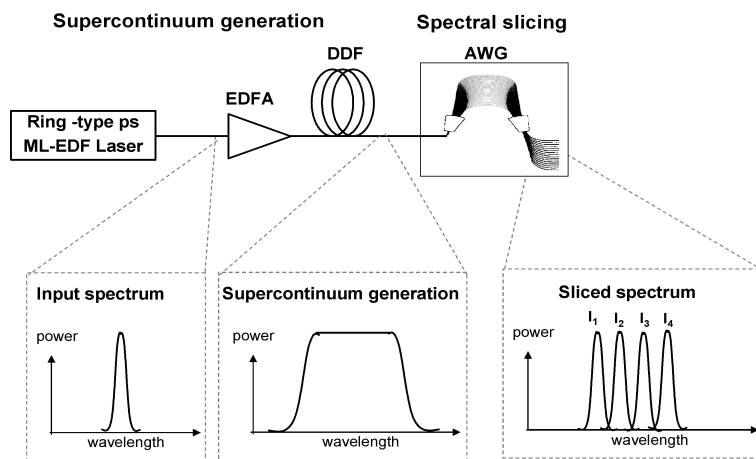 Supercontinuum generation
Spectral slicing
DDF
AWG
EDFA
Ring -type ps
ML-EDF Laser
Input spectrum
power
wavelength
Supercontinuum generation
power
wavelength
Sliced spectrum
I1 I2 I3 I4
power
wavelength